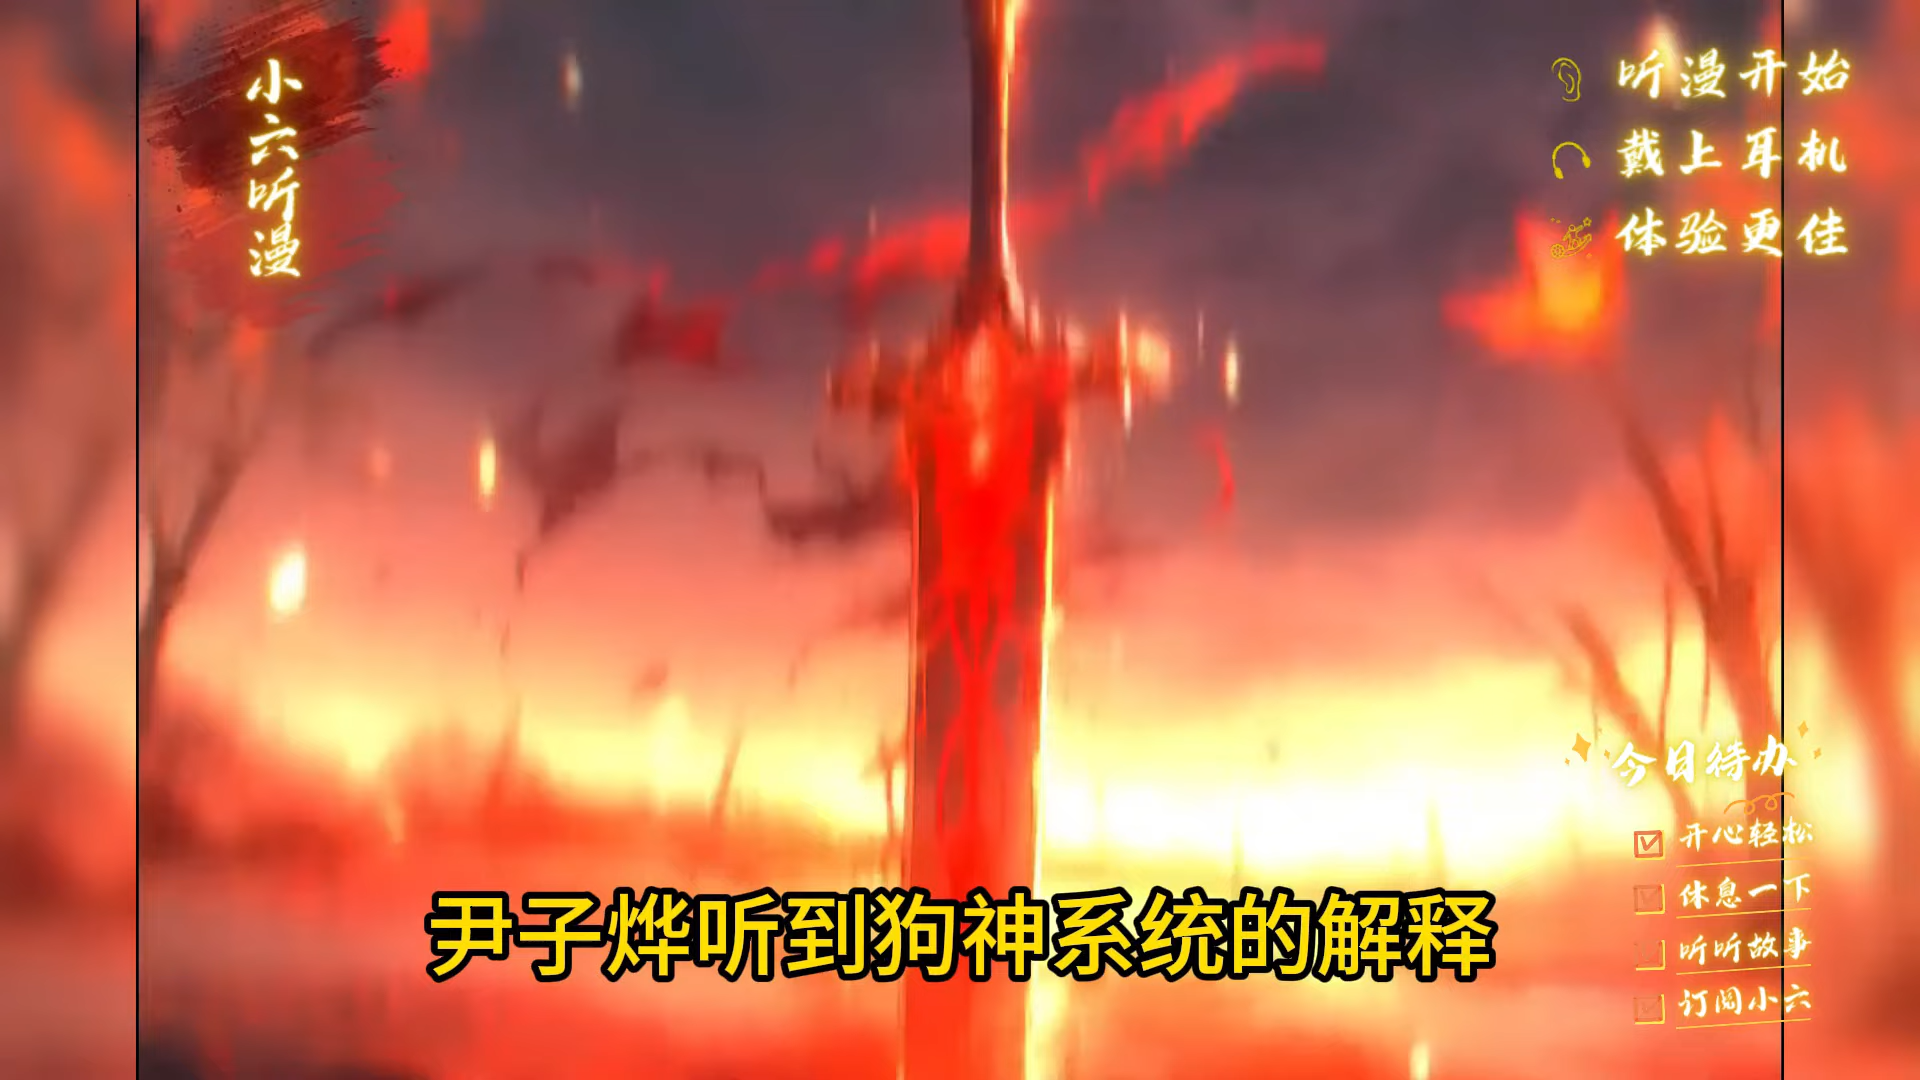 小六听漫
听漫开始
戴上耳机
体验更佳
今日待办
开心轻松
休息一下
听听故事
订阅小六
尹子烨听到狗神系统的解释